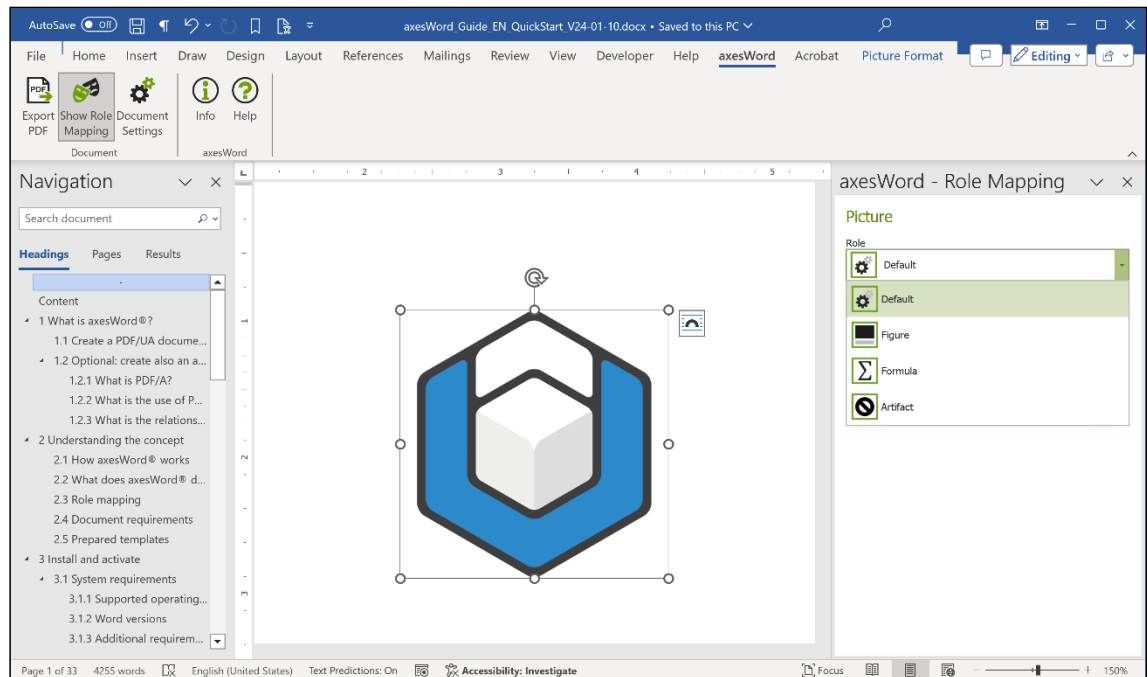 AutoSave Off axesWord_Guide_EN_QuickStart_V24-01-10.docx • Saved to this PC
File Home Insert Draw Design Layout References Mailings Review View Developer Help axesWord Acrobat Picture Format Editing
PDF
Export PDF
Show Role Mapping
Document Settings
Info
Help
Document
axesWord
Navigation
Search document
Headings Pages Results
Content
1 What is axesWord®?
1.1 Create a PDF/UA docume...
1.2 Optional: create also an a...
1.2.1 What is PDF/A?
1.2.2 What is the use of P...
1.2.3 What is the relations...
2 Understanding the concept
2.1 How axesWord® works
2.2 What does axesWord® d...
2.3 Role mapping
2.4 Document requirements
2.5 Prepared templates
3 Install and activate
3.1 System requirements
3.1.1 Supported operating...
3.1.2 Word versions
3.1.3 Additional requirem...
2 3 4 5
1
2
3
axesWord - Role Mapping
Picture
Role
Default
Default
Figure
Formula
Artifact
Page 1 of 33 4255 words English (United States) Text Predictions: On Accessibility: Investigate Focus 150%